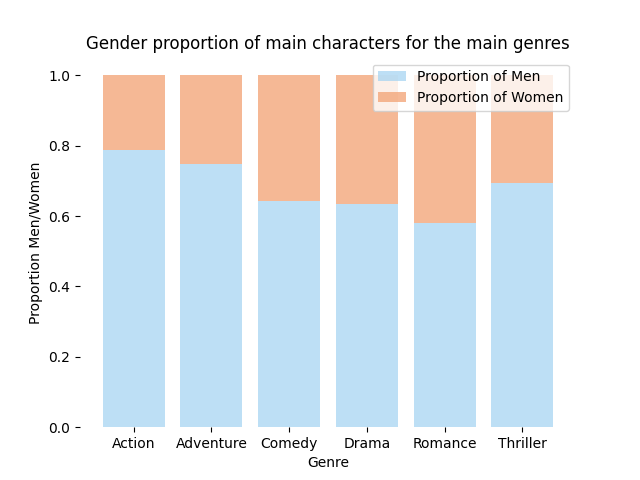 Gender proportion of main characters for the main genres
Proportion of Men
Proportion of Women
1.0
0.8
0.6
0.4
0.2
0.0
Proportion Men/Women
Action Adventure Comedy Drama Romance Thriller
Genre